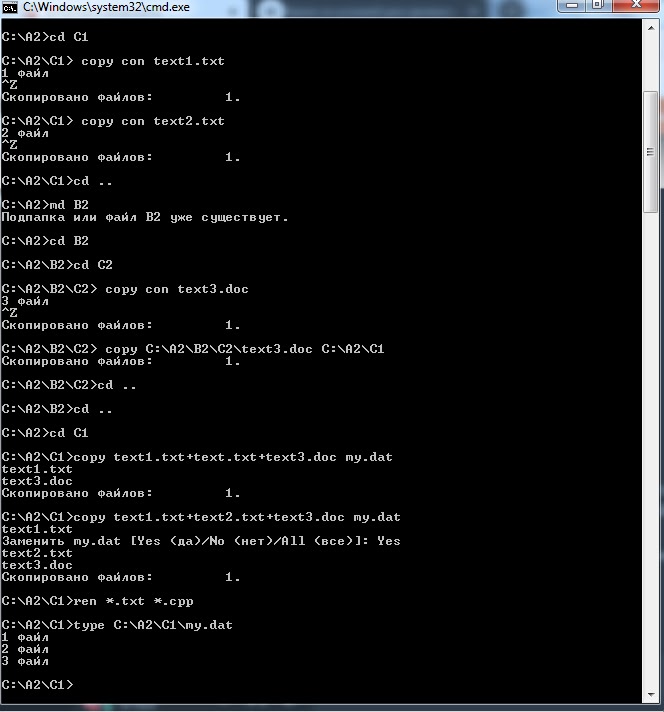 C:\Windows\system32\cmd.exe
C:\A2>cd C1
C:\A2\C1> copy con text1.txt
1 файл
^Z
Скопировано файлов:         1.
C:\A2\C1> copy con text2.txt
2 файл
^Z
Скопировано файлов:         1.
C:\A2\C1>cd ..
C:\A2>md B2
Подпапка или файл B2 уже существует.
C:\A2>cd B2
C:\A2\B2>cd C2
C:\A2\B2\C2> copy con text3.doc
3 файл
^Z
Скопировано файлов:         1.
C:\A2\B2\C2> copy C:\A2\B2\C2\text3.doc C:\A2\C1
Скопировано файлов:         1.
C:\A2\B2\C2>cd ..
C:\A2\B2>cd ..
C:\A2>cd C1
C:\A2\C1>copy text1.txt+text.txt+text3.doc my.dat
text1.txt
text3.doc
Скопировано файлов:         1.
C:\A2\C1>copy text1.txt+text2.txt+text3.doc my.dat
text1.txt
Заменить my.dat [Yes (да)/No (нет)/All (все)]: Yes
text2.txt
text3.doc
Скопировано файлов:         1.
C:\A2\C1>ren *.txt *.cpp
C:\A2\C1>type C:\A2\C1\my.dat
1 файл
2 файл
3 файл
C:\A2\C1>